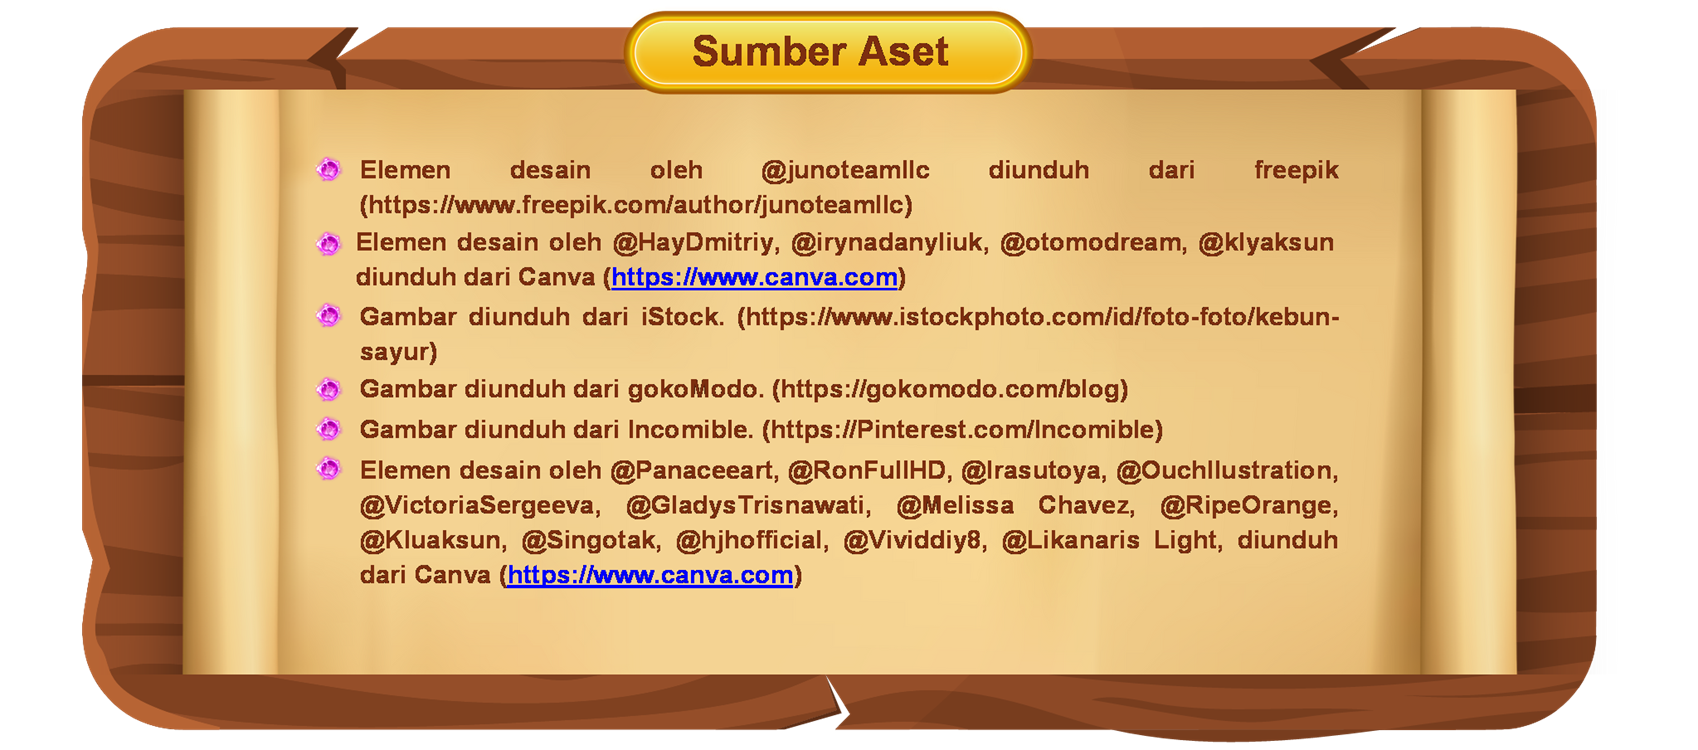 Sumber Aset
Elemen desain oleh @junoteamllc diunduh dari freepik
(https://www.freepik.com/author/junoteamllc)
Elemen desain oleh @HayDmitriy, @irynadanyliuk, @otomodream, @klyaksun
diunduh dari Canva (https://www.canva.com)
Gambar diunduh dari iStock. (https://www.istockphoto.com/id/foto-foto/kebun-
sayur)
Gambar diunduh dari gokoModo. (https://gokomodo.com/blog)
Gambar diunduh dari Incomible. (https://Pinterest.com/Incomible)
Elemen desain oleh @Panaceeart, @RonFullHD, @Irasutoya, @OuchIlustration,
@VictoriaSergeeva, @GladysTrisnawati, @Melissa Chavez, @RipeOrange,
@Kluaksun, @Singotak, @hjhofficial, @Vividdiy8, @Likanaris Light, diunduh
dari Canva (https://www.canva.com)